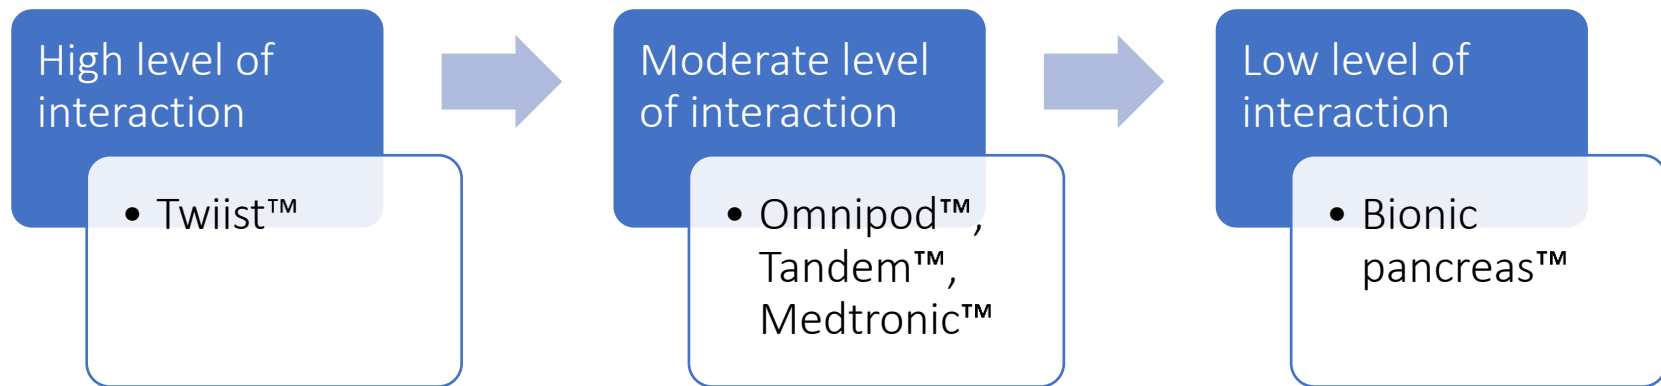 High level of
interaction
• Twiist™
Moderate level
of interaction
• Omnipod™,
Tandem™,
Medtronic™
Low level of
interaction
• Bionic
pancreas™